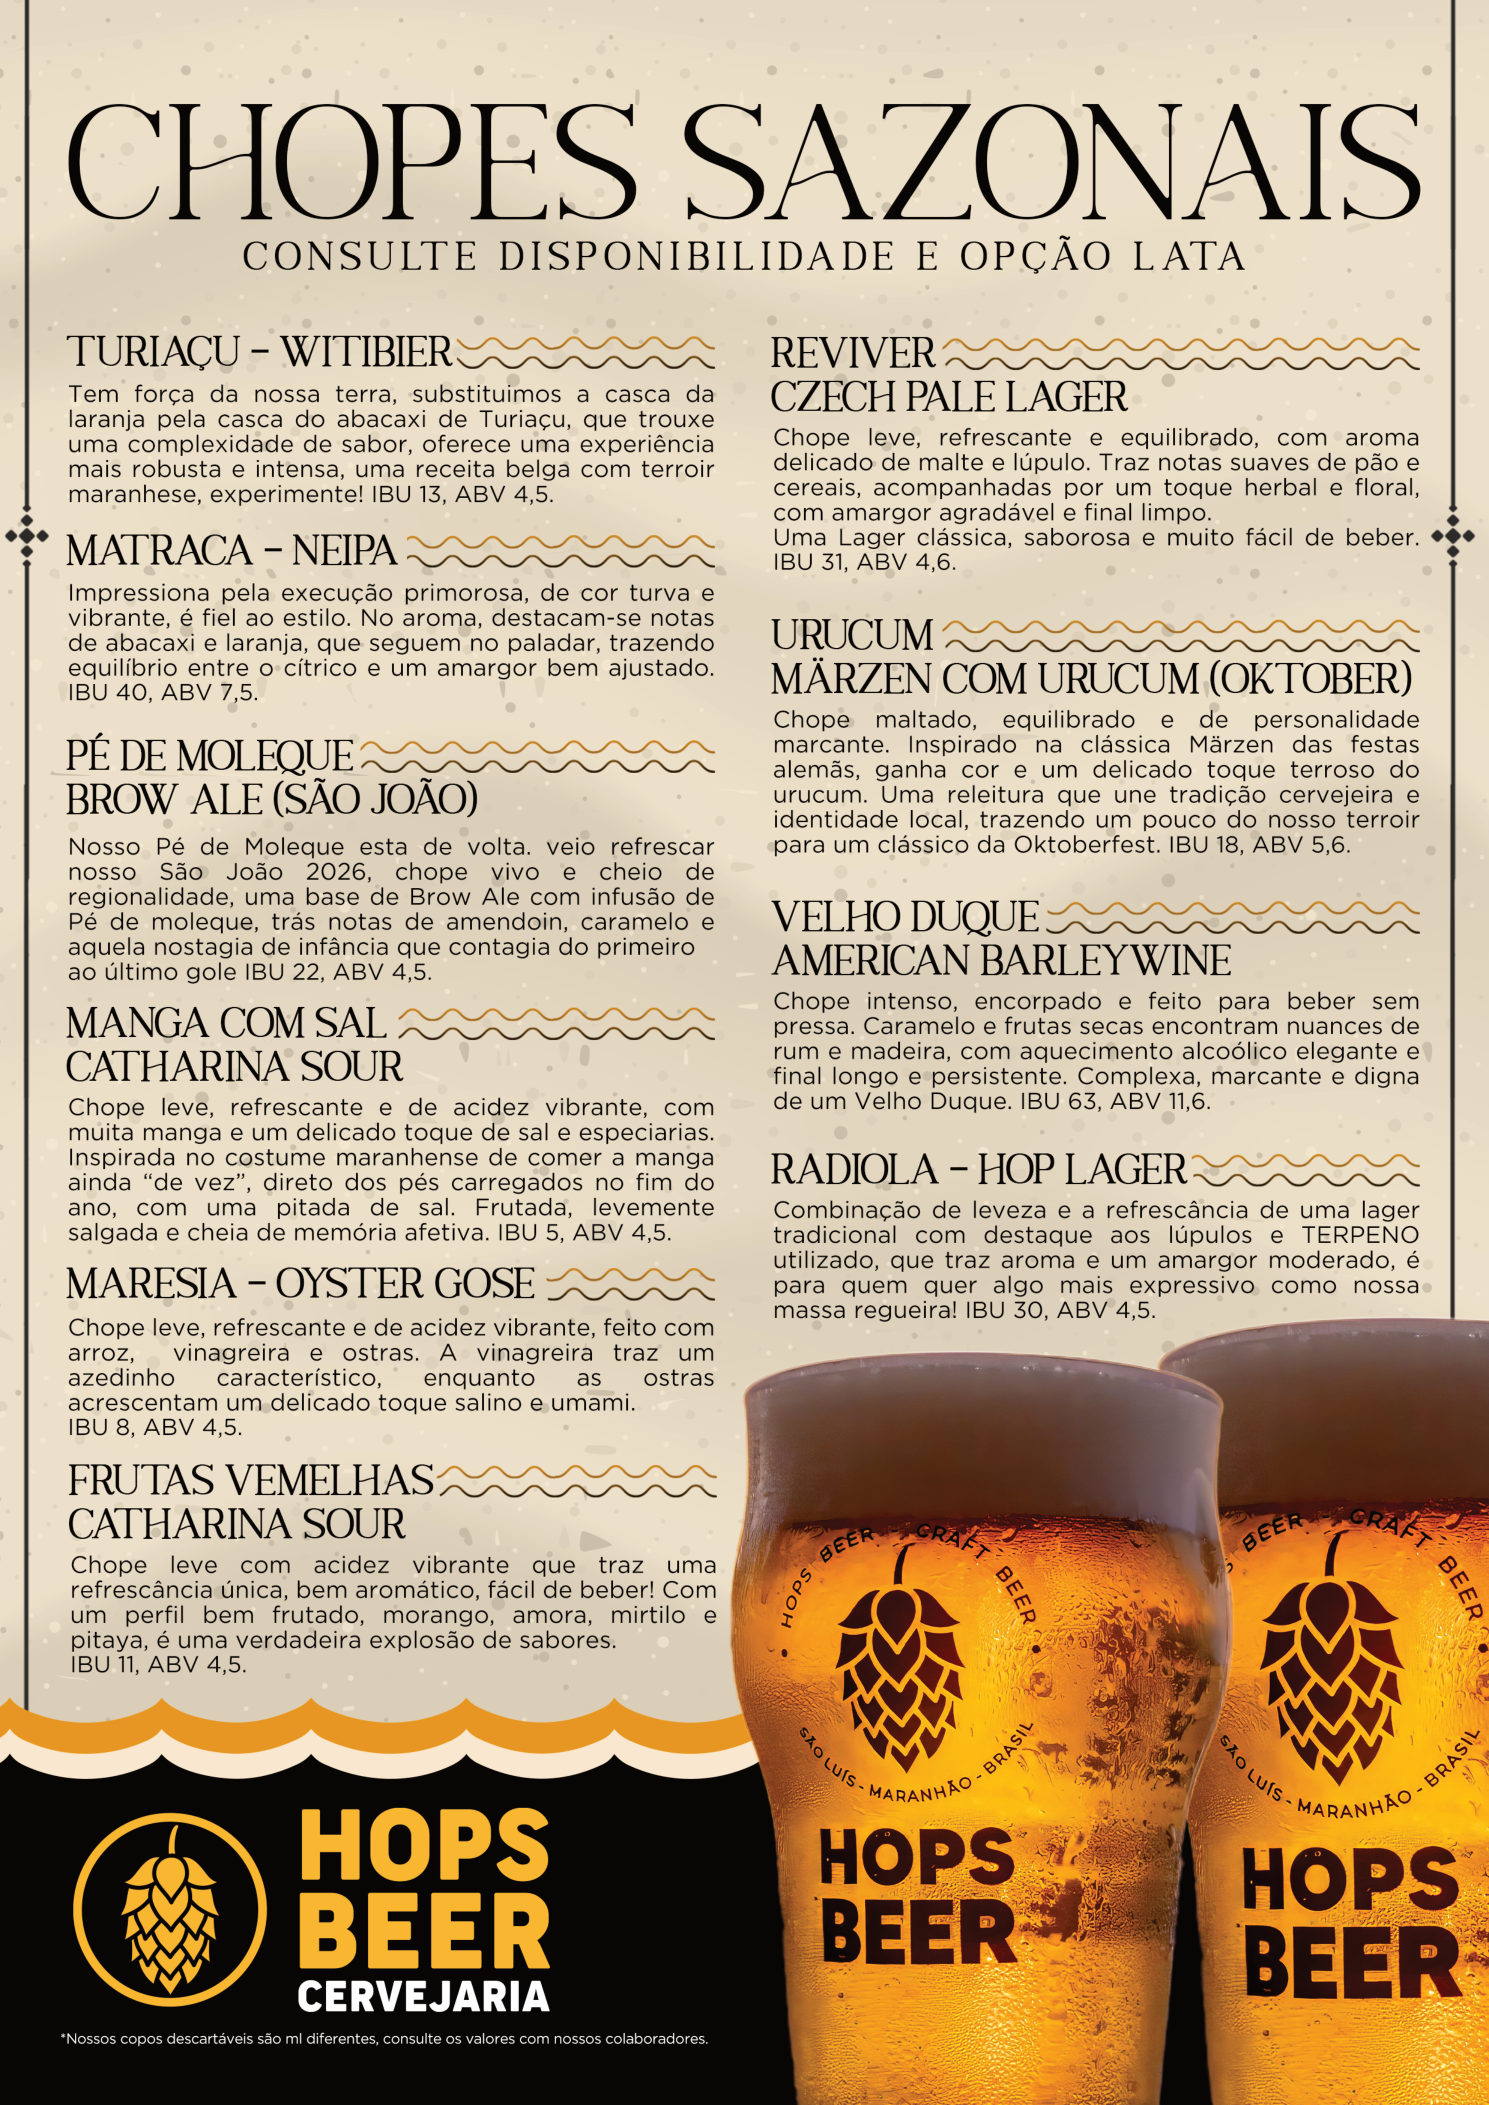 CHOPES SAZONAIS
CONSULTE DISPONIBILIDADE E OPÇÃO LATA
TURIAÇU – WITIBIER
Tem força da nossa terra, substituimos a casca da
laranja pela casca do abacaxi de Turiaçu, que trouxe
uma complexidade de sabor, oferece uma experiência
mais robusta e intensa, uma receita belga com terroir
maranhese, experimente! IBU 13, ABV 4,5.
MATRACA – NEIPA
Impressiona pela execução primorosa, de cor turva e
vibrante, é fiel ao estilo. No aroma, destacam-se notas
de abacaxi e laranja, que seguem no paladar, trazendo
equilíbrio entre o cítrico e um amargor bem ajustado.
IBU 40, ABV 7,5.
PÉ DE MOLEQUE
BROW ALE (SÃO JOÃO)
Nosso Pé de Moleque esta de volta. veio refrescar
nosso São João 2026, chope vivo e cheio de
regionalidade, uma base de Brow Ale com infusão de
Pé de moleque, trás notas de amendoin, caramelo e
aquela nostagia de infância que contagia do primeiro
ao último gole IBU 22, ABV 4,5.
MANGA COM SAL
CATHARINA SOUR
Chope leve, refrescante e de acidez vibrante, com
muita manga e um delicado toque de sal e especiarias.
Inspirada no costume maranhense de comer a manga
ainda “de vez”, direto dos pés carregados no fim do
ano, com uma pitada de sal. Frutada, levemente
salgada e cheia de memória afetiva. IBU 5, ABV 4,5.
MARESIA – OYSTER GOSE
Chope leve, refrescante e de acidez vibrante, feito com
arroz, vinagreira e ostras. A vinagreira traz um
azedinho característico, enquanto as ostras
acrescentam um delicado toque salino e umami.
IBU 8, ABV 4,5.
FRUTAS VEMELHAS
CATHARINA SOUR
Chope leve com acidez vibrante que traz uma
refrescância única, bem aromático, fácil de beber! Com
um perfil bem frutado, morango, amora, mirtilo e
pitaya, é uma verdadeira explosão de sabores.
IBU 11, ABV 4,5.
REVIVER
CZECH PALE LAGER
Chope leve, refrescante e equilibrado, com aroma
delicado de malte e lúpulo. Traz notas suaves de pão e
cereais, acompanhadas por um toque herbal e floral,
com amargor agradável e final limpo.
Uma Lager clássica, saborosa e muito fácil de beber.
IBU 31, ABV 4,6.
URUCUM
MÄRZEN COM URUCUM (OKTOBER)
Chope maltado, equilibrado e de personalidade
marcante. Inspirado na clássica Märzen das festas
alemãs, ganha cor e um delicado toque terroso do
urucum. Uma releitura que une tradição cervejeira e
identidade local, trazendo um pouco do nosso terroir
para um clássico da Oktoberfest. IBU 18, ABV 5,6.
VELHO DUQUE
AMERICAN BARLEYWINE
Chope intenso, encorpado e feito para beber sem
pressa. Caramelo e frutas secas encontram nuances de
rum e madeira, com aquecimento alcoólico elegante e
final longo e persistente. Complexa, marcante e digna
de um Velho Duque. IBU 63, ABV 11,6.
RADIOLA – HOP LAGER
Combinação de leveza e a refrescância de uma lager
tradicional com destaque aos lúpulos e TERPENO
utilizado, que traz aroma e um amargor moderado, é
para quem quer algo mais expressivo como nossa
massa regueira! IBU 30, ABV 4,5.
• HOPS BEER - CRAFT BEER •
SÃO LUÍS - MARANHÃO - BRASIL
HOPS
BEER
BEER - CRAFT BEER •
SÃO LUÍS - MARANHÃO - BRASIL
HOPS
BEER
HOPS
BEER
CERVEJARIA
*Nossos copos descartáveis são ml diferentes, consulte os valores com nossos colaboradores.